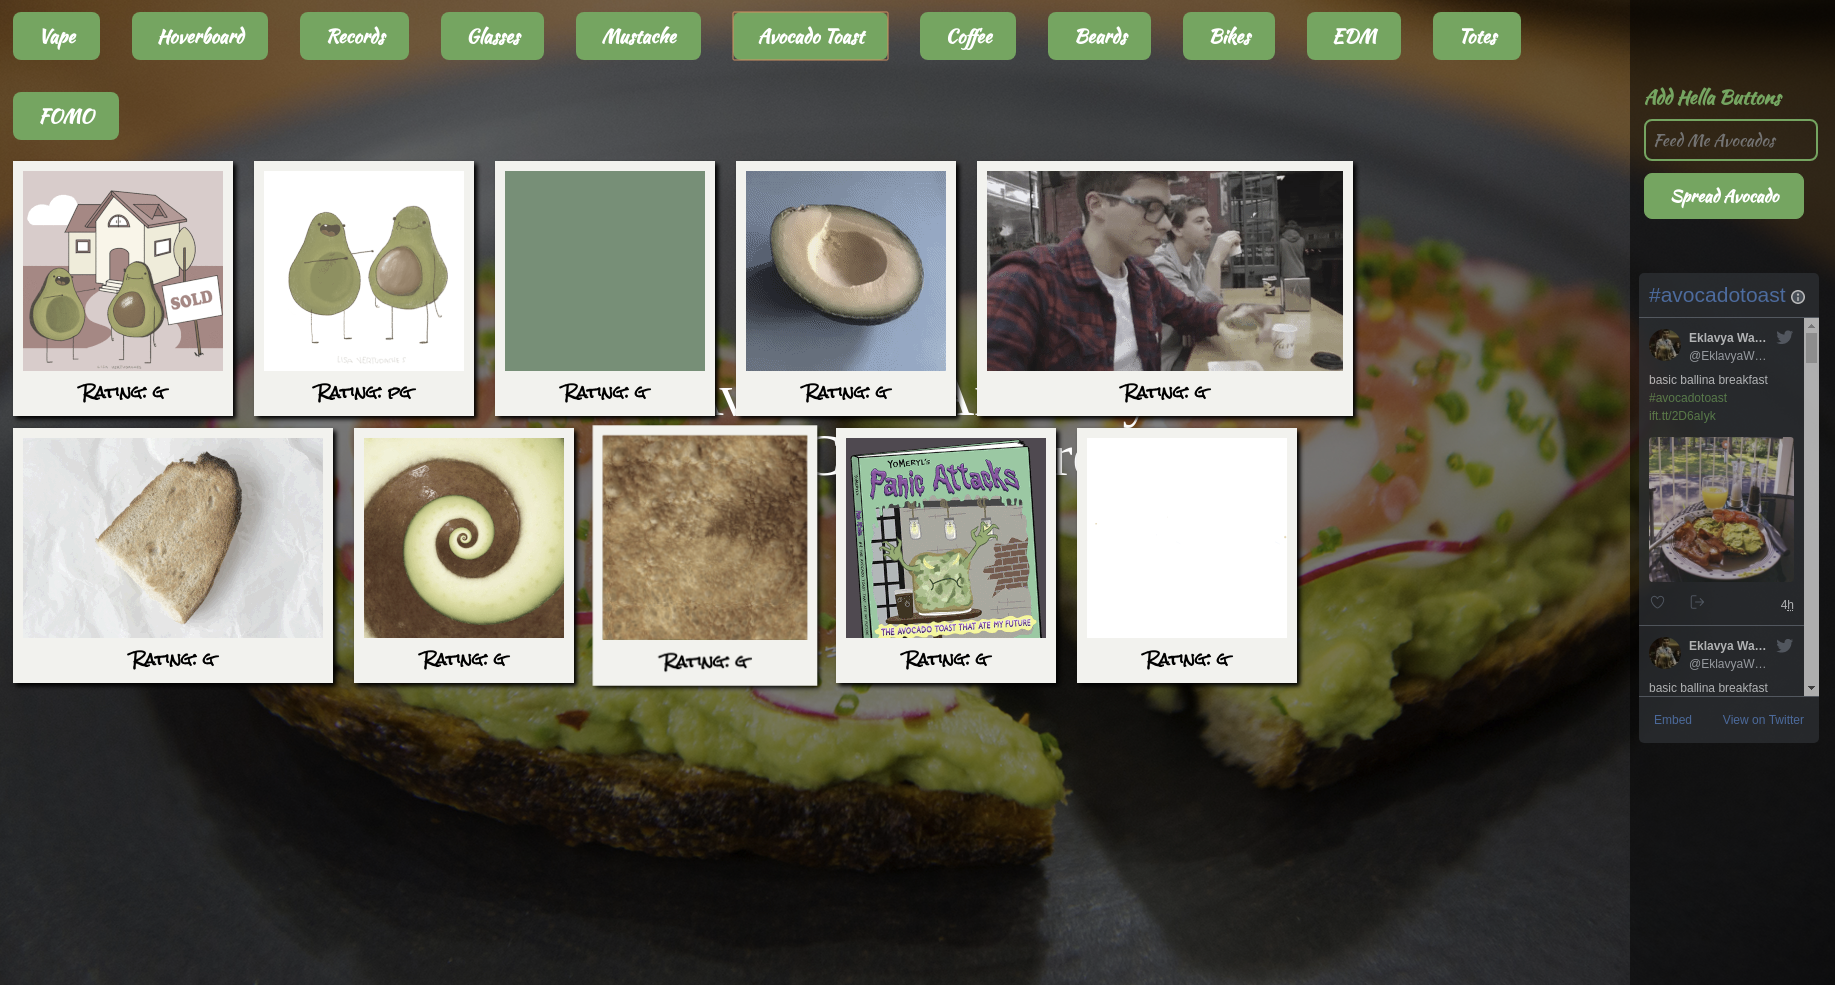 Vape Hoverboard Records Glasses Mustache Avocado Toast Coffee Beards Bikes EDM Totes
FOMO
SOLD
Rating: g
Rating: pg
Rating: g
Rating: g
Rating: g
Rating: g
Rating: g
Rating: g
YoMeryl's
Panic Attacks
THE AVOCADO TOAST THAT ATE MY FUTURE
Rating: g
Rating: g
Add Hella Buttons
Feed Me Avocados
Spread Avocado
#avocadotoast
Eklavya Wa...
@EklavyaW...
basic ballina breakfast
#avocadotoast
ift.tt/2D6aIyk
4h
Eklavya Wa...
@EklavyaW...
basic ballina breakfast
Embed View on Twitter